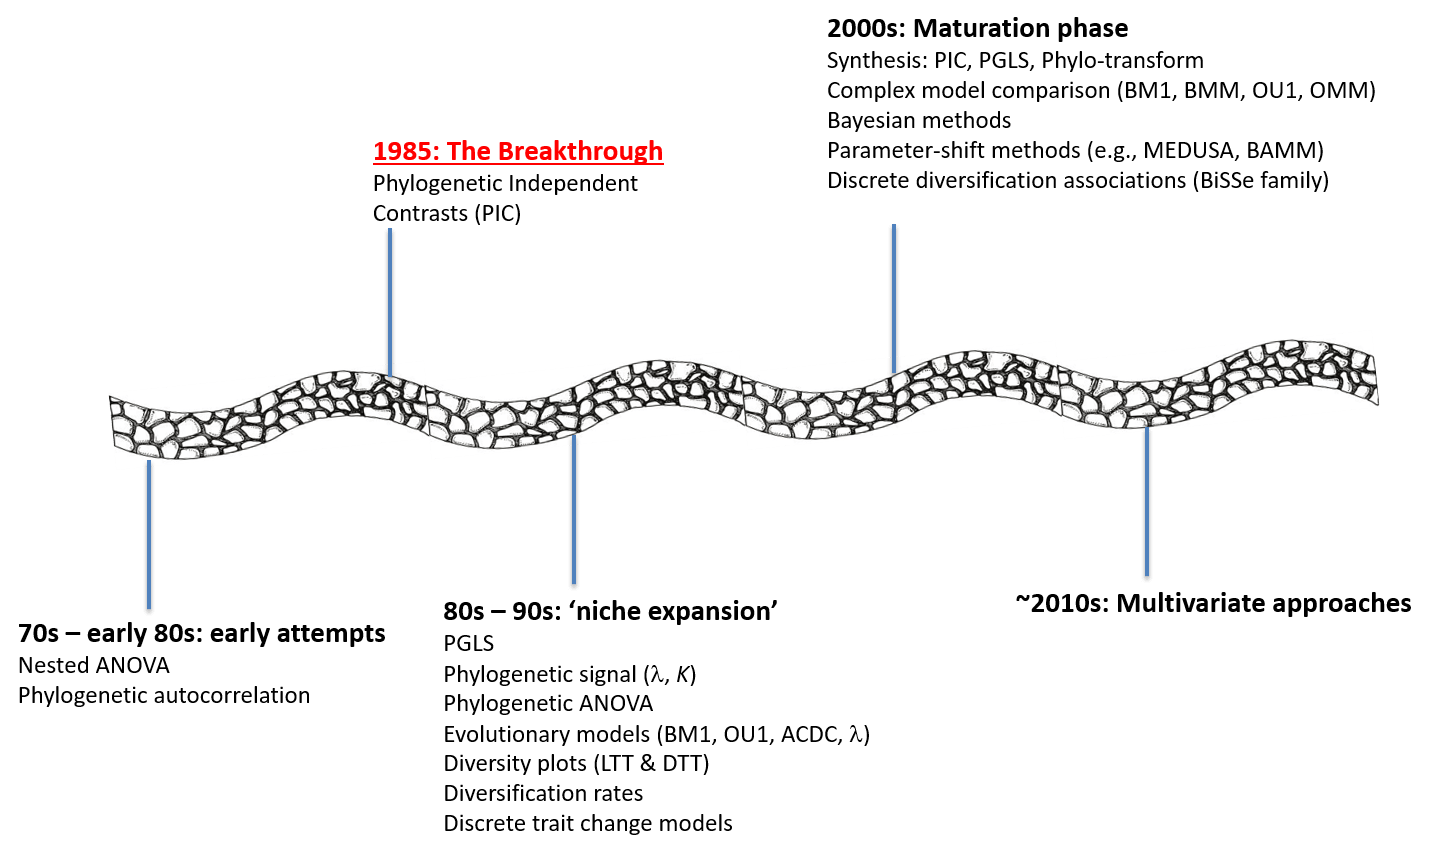 2000s: Maturation phase
Synthesis: PIC, PGLS, Phylo-transform
Complex model comparison (BM1, BMM, OU1, OMM)
Bayesian methods
Parameter-shift methods (e.g., MEDUSA, BAMM)
Discrete diversification associations (BiSSe family)
1985: The Breakthrough
Phylogenetic Independent
Contrasts (PIC)
70s – early 80s: early attempts
Nested ANOVA
Phylogenetic autocorrelation
80s – 90s: ‘niche expansion’
PGLS
Phylogenetic signal (λ, K)
Phylogenetic ANOVA
Evolutionary models (BM1, OU1, ACDC, λ)
Diversity plots (LTT & DTT)
Diversification rates
Discrete trait change models
~2010s: Multivariate approaches